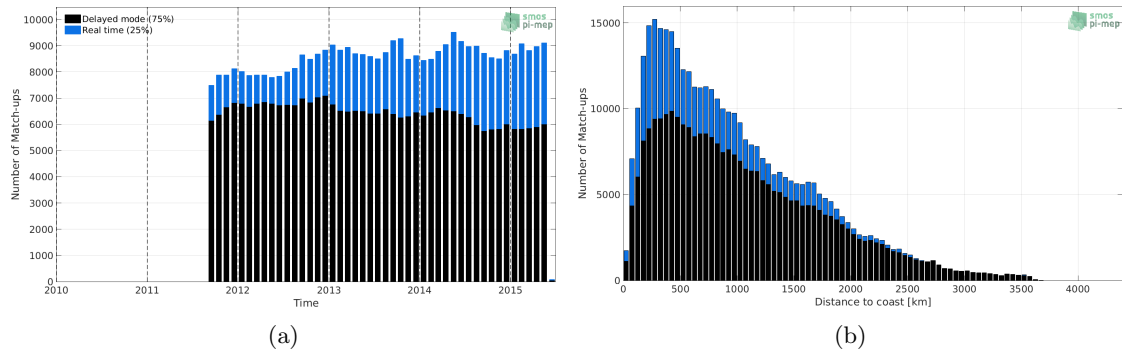 Delayed mode (75%)
Real time (25%)
smos
pi-mep
Number of Match-ups
10000
9000
8000
7000
6000
5000
4000
3000
2000
1000
0
2010
2011
2012
2013
2014
2015
Time
(a)
smos
pi-mep
Number of Match-ups
15000
10000
5000
0
0
500
1000
1500
2000
2500
3000
3500
4000
Distance to coast [km]
(b)